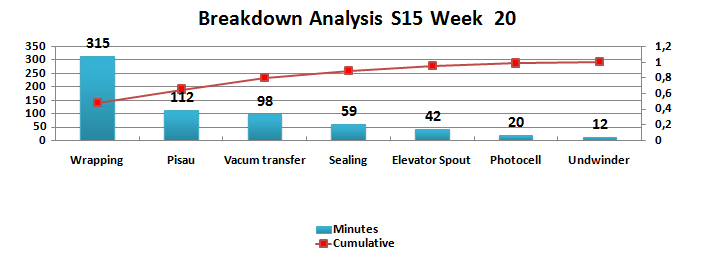 Breakdown Analysis S15 Week 20
350 315 1,2
300 1
250 0,8
200 0,6
150 112 98 0,4
100 59 42 20 12 0,2
50 0
0
Wrapping Pisau Vacum transfer Sealing Elevator Spout Photocell Undwinder
Minutes
Cumulative